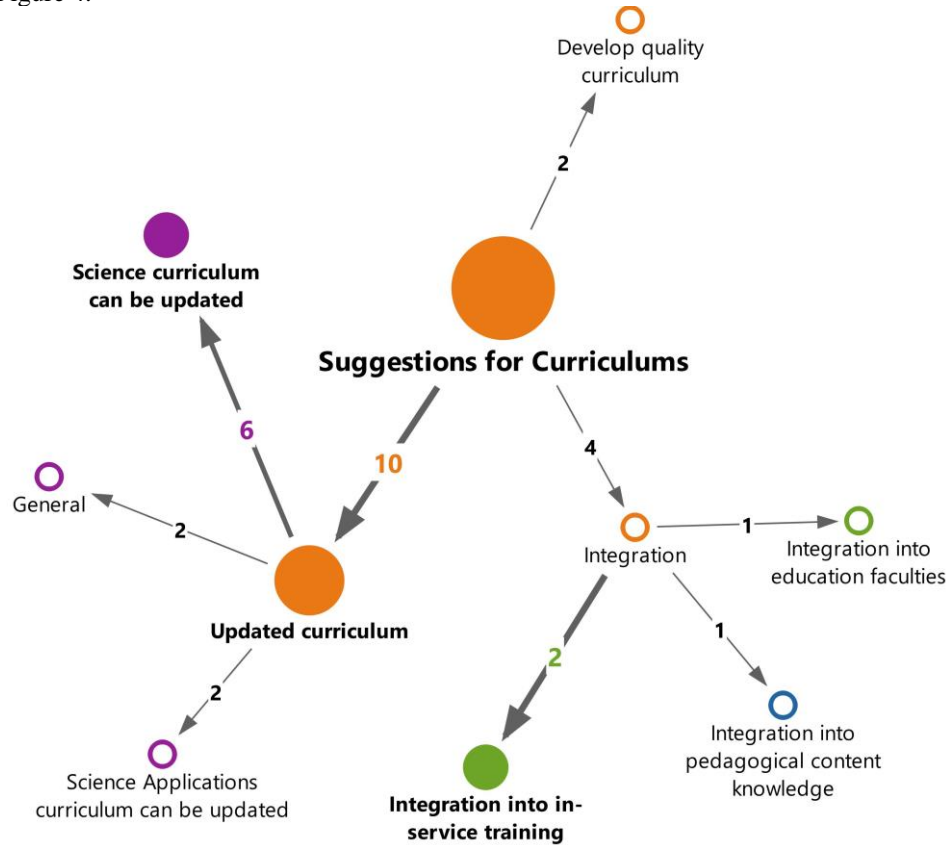 Figure 4.
Develop quality
curriculum
2
Science curriculum
can be updated
Suggestions for Curriculums
6
10
4
General
2
1
Integration
Integration into
education faculties
Updated curriculum
1
2
2
Science Applications
curriculum can be updated
Integration into
pedagogical content
knowledge
Integration into in-
service training